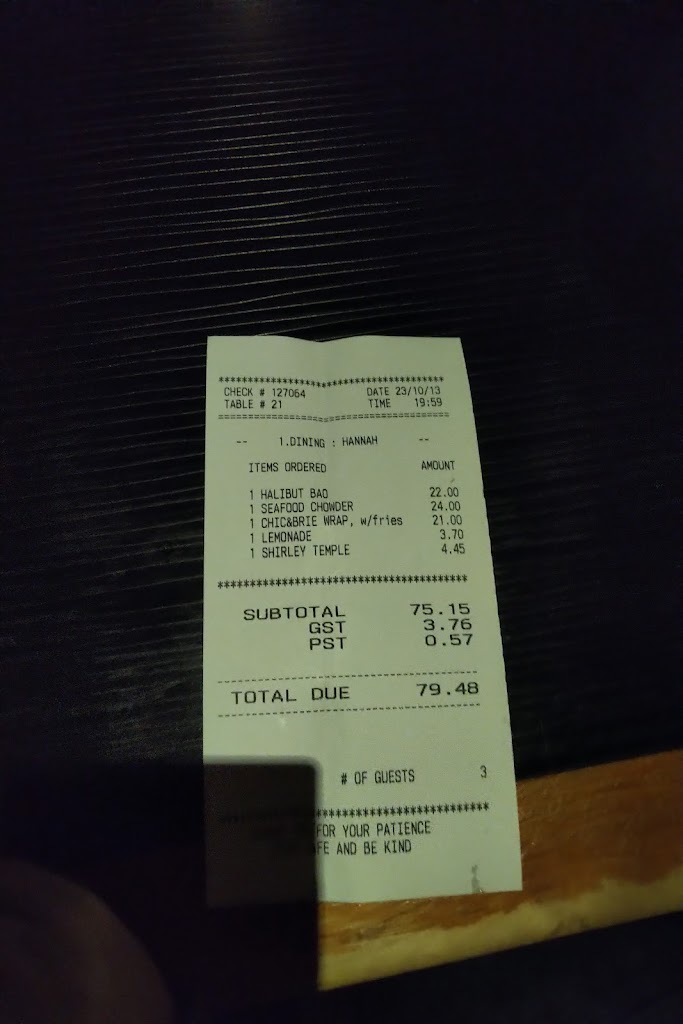 ******************************************
CHECK # 127064 DATE 23/10/13
TABLE # 21 TIME 19:59
==========================================
-- 1.DINING : HANNAH --
ITEMS ORDERED AMOUNT
1 HALIBUT BAO 22.00
1 SEAFOOD CHOWDER 24.00
1 CHIC&BRIE WRAP, w/fries 21.00
1 LEMONADE 3.70
1 SHIRLEY TEMPLE 4.45
******************************************
SUBTOTAL 75.15
GST 3.76
PST 0.57
------------------------------------------
TOTAL DUE 79.48
------------------------------------------
# OF GUESTS 3
******************************************
FOR YOUR PATIENCE
AND BE KIND